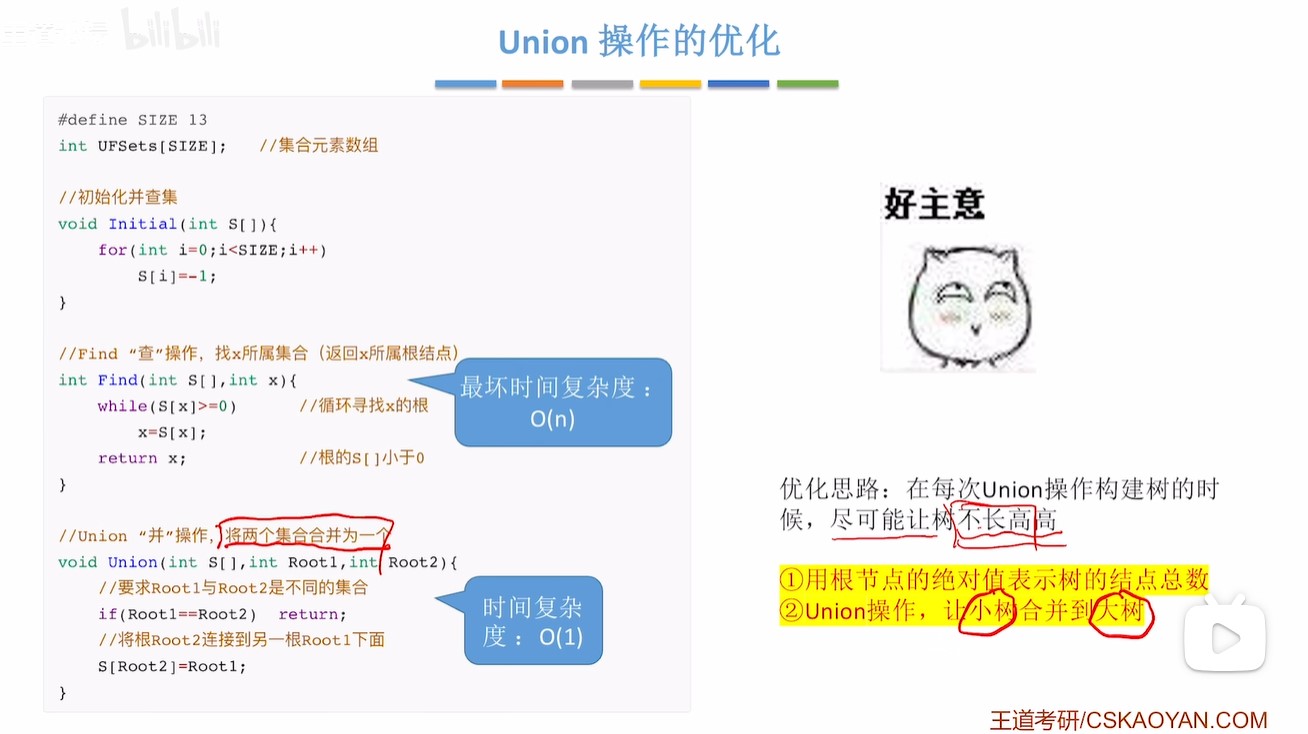 bilibili
Union 操作的优化
#define SIZE 13
int UFSets[SIZE]; //集合元素数组
//初始化并查集
void Initial(int S[]){
for(int i=0;i<SIZE;i++)
S[i]=-1;
}
//Find “查”操作，找x所属集合（返回x所属根结点）
int Find(int S[],int x){
while(S[x]>=0) //循环寻找x的根
x=S[x];
return x; //根的S[]小于0
}
最坏时间复杂度：
O(n)
//Union “并”操作，将两个集合合并为一个
void Union(int S[],int Root1,int Root2){
//要求Root1与Root2是不同的集合
if(Root1==Root2) return;
//将根Root2连接到另一根Root1下面
S[Root2]=Root1;
}
时间复杂
度：O(1)
好主意
优化思路：在每次Union操作构建树的时
候，尽可能让树不长高高
①用根节点的绝对值表示树的结点总数
②Union操作，让小树合并到大树
王道考研/CSKAOYAN.COM